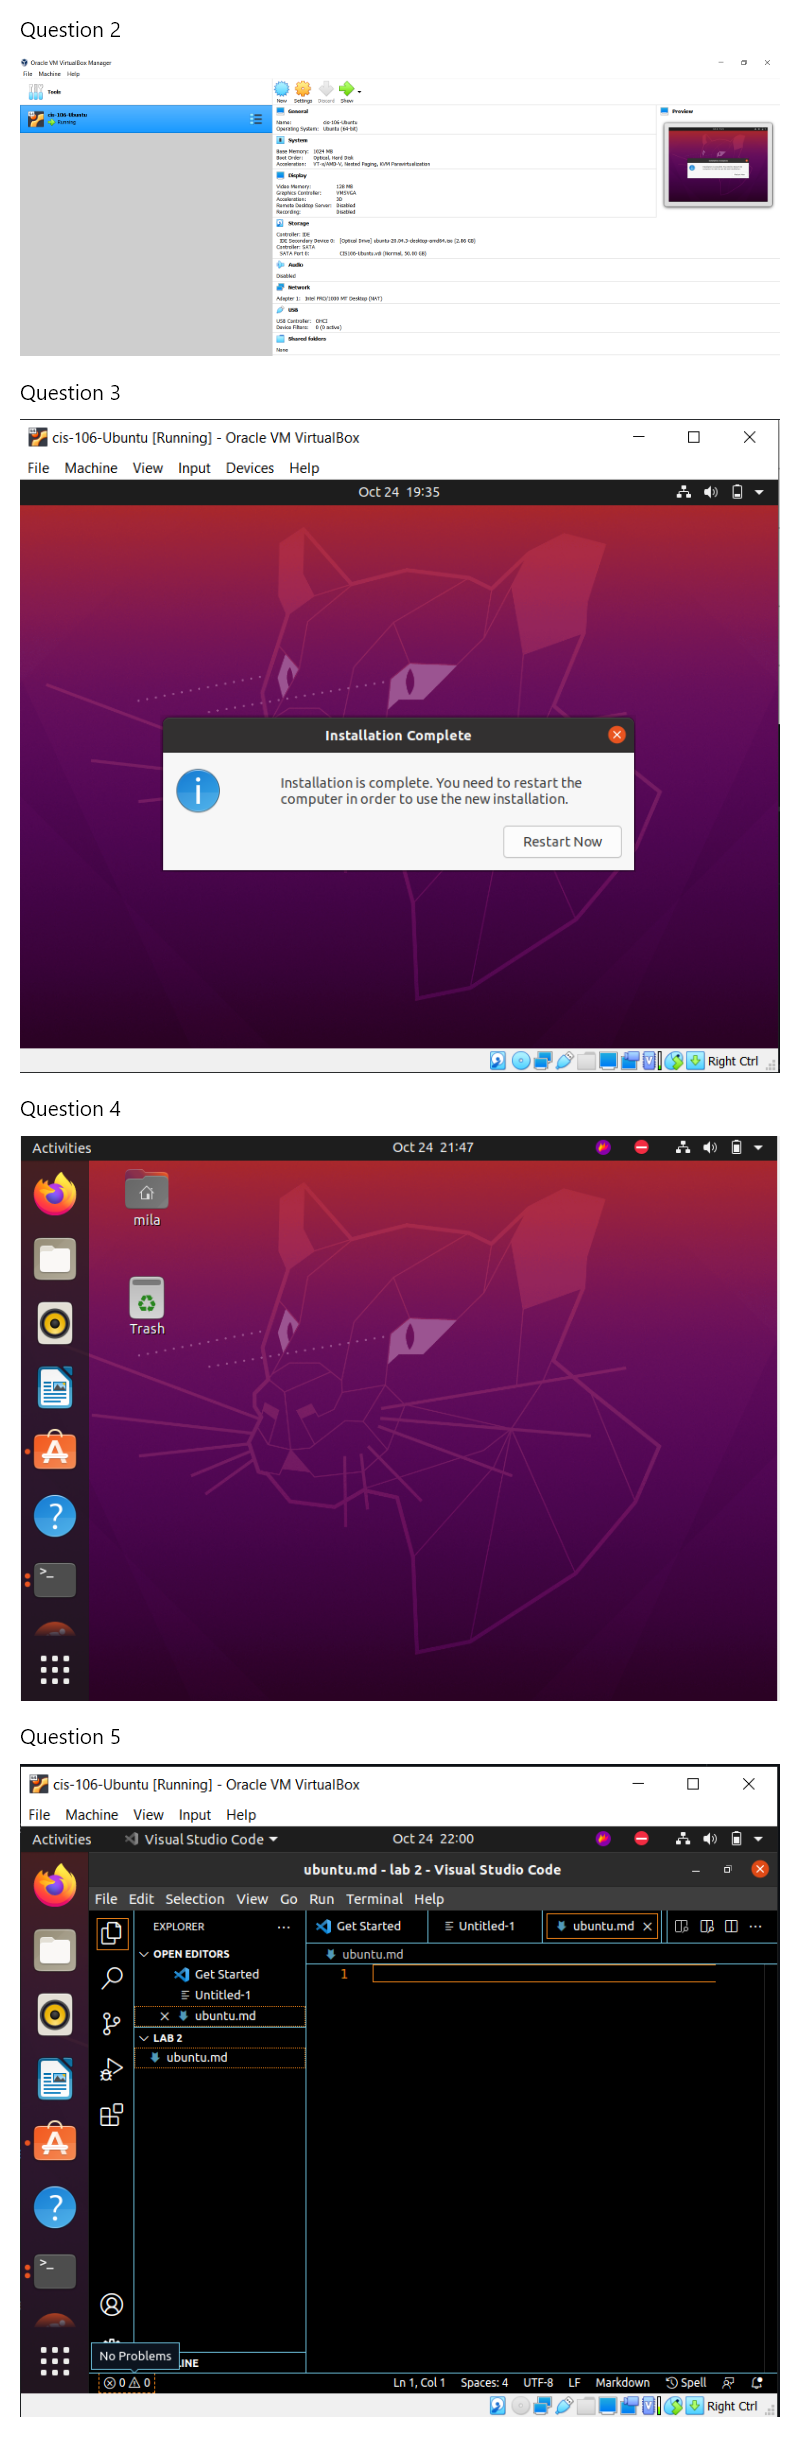 Question 2
Oracle VM VirtualBox Manager
File Machine Help
Tools
New Settings Discard Show
cis-106-Ubuntu
Running
General
Name: cis-106-Ubuntu
Operating System: Ubuntu (64-bit)
System
Base Memory: 1024 MB
Boot Order: Optical, Hard Disk
Acceleration: VT-x/AMD-V, Nested Paging, KVM Paravirtualization
Display
Video Memory: 128 MB
Graphics Controller: VMSVGA
Acceleration: 3D
Remote Desktop Server: Disabled
Recording: Disabled
Storage
Controller: IDE
IDE Secondary Device 0: [Optical Drive] ubuntu-20.04.3-desktop-amd64.iso (2.86 GB)
Controller: SATA
SATA Port 0: CIS106-Ubuntu.vdi (Normal, 50.00 GB)
Audio
Disabled
Network
Adapter 1: Intel PRO/1000 MT Desktop (NAT)
USB
USB Controller: OHCI
Device Filters: 0 (0 active)
Shared folders
None
Preview
Question 3
cis-106-Ubuntu [Running] - Oracle VM VirtualBox
File Machine View Input Devices Help
Oct 24 19:35
Installation Complete
Installation is complete. You need to restart the
computer in order to use the new installation.
Restart Now
Right Ctrl
Question 4
Activities Oct 24 21:47
mila
Trash
Question 5
cis-106-Ubuntu [Running] - Oracle VM VirtualBox
File Machine View Input Help
Activities Visual Studio Code Oct 24 22:00
ubuntu.md - lab 2 - Visual Studio Code
File Edit Selection View Go Run Terminal Help
EXPLORER ...
Get Started Untitled-1 ubuntu.md
OPEN EDITORS
ubuntu.md
Get Started
1
Untitled-1
ubuntu.md
LAB 2
ubuntu.md
No Problems
LINE
0 0 Ln 1, Col 1 Spaces: 4 UTF-8 LF Markdown Spell
Right Ctrl